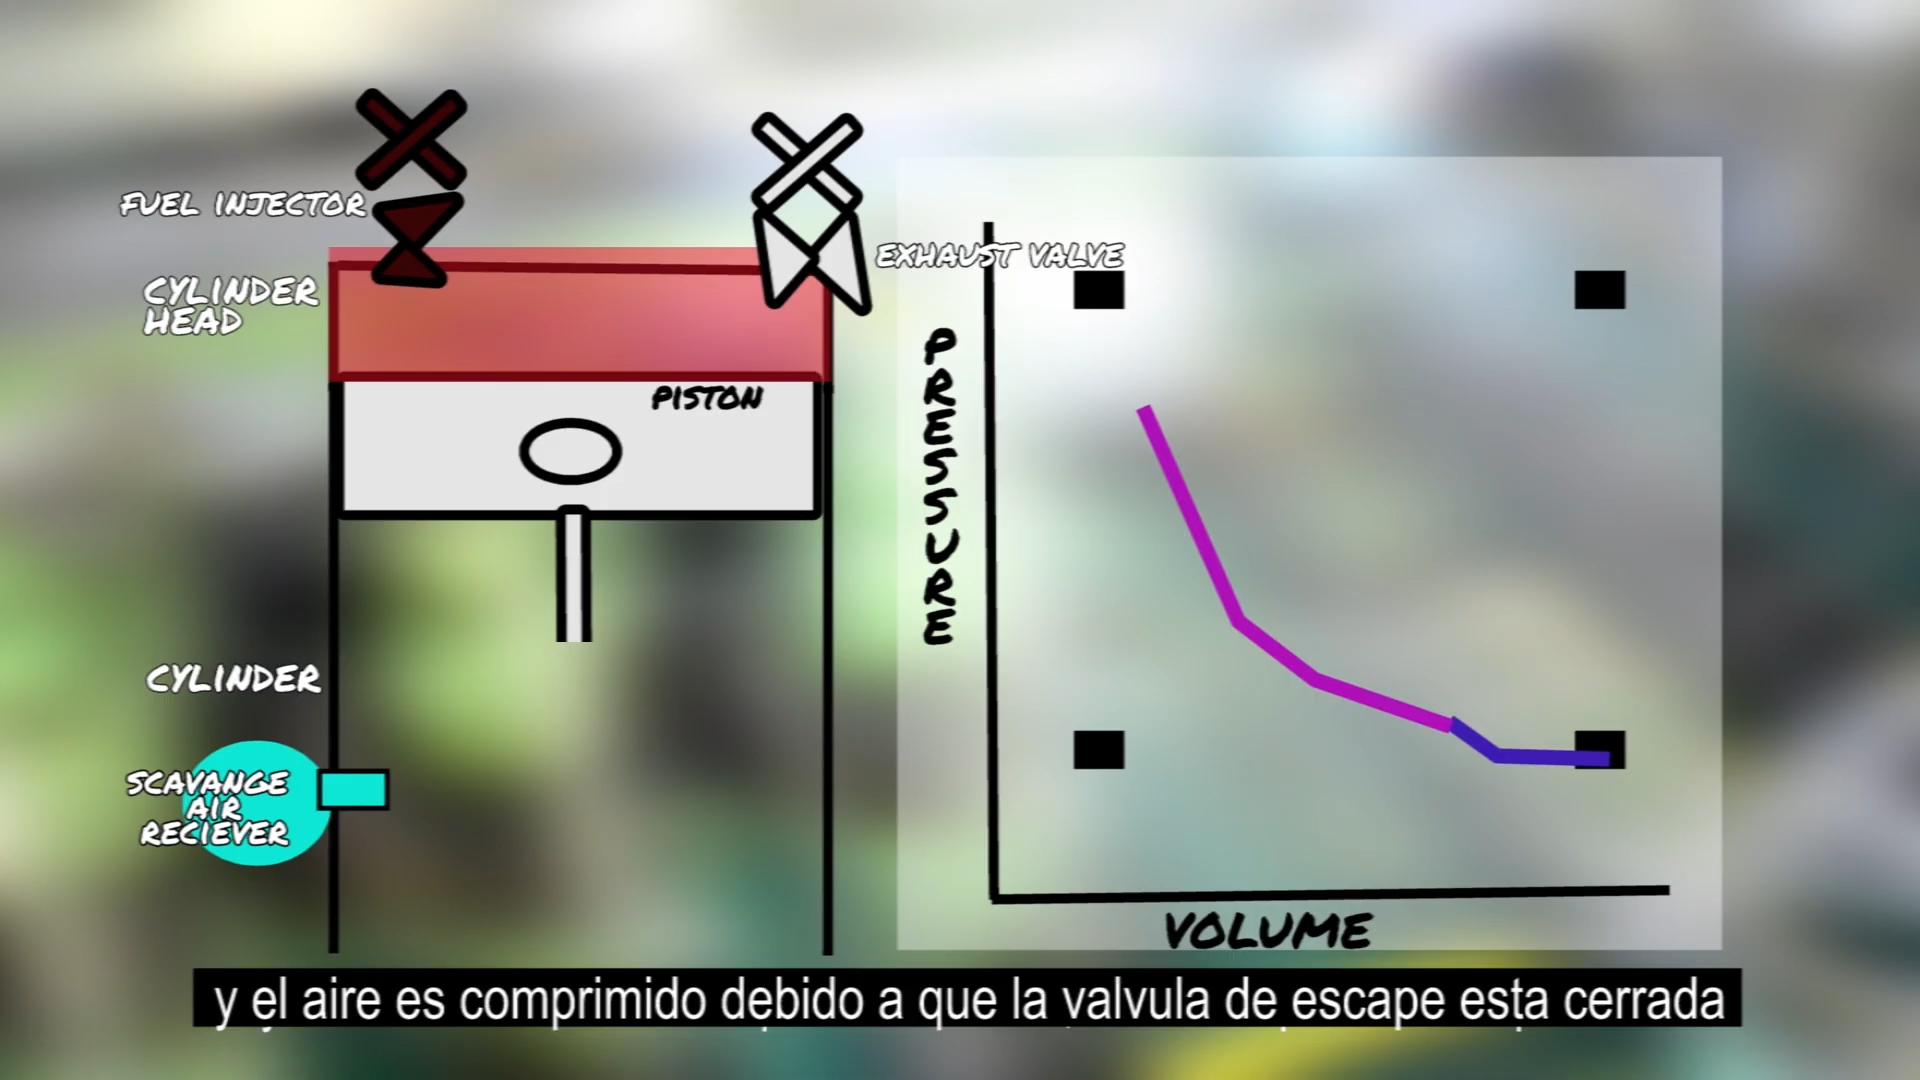 FUEL INJECTOR
EXHAUST VALVE
CYLINDER
HEAD
PISTON
PRESSURE
CYLINDER
SCAVANGE
AIR
RECIEVER
VOLUME
y el aire es comprimido debido a que la valvula de escape esta cerrada